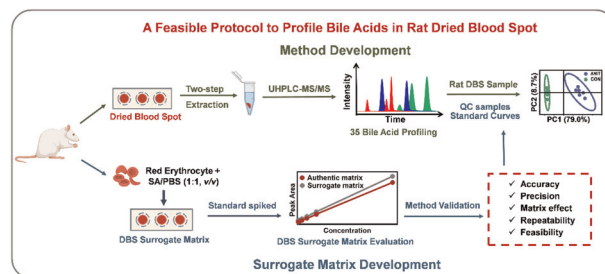 A Feasible Protocol to Profile Bile Acids in Rat Dried Blood Spot
Method Development
Two-step
Extraction
UHPLC-MS/MS
Dried Blood Spot
Intensity
Time
35 Bile Acid Profiling
Rat DBS Sample
QC samples
Standard Curves
PC2 (8.7%)
PC1 (79.0%)
ANIT
CON
Red Erythrocyte +
SA/PBS (1:1, v/v)
DBS Surrogate Matrix
Standard spiked
Peak Area
Authentic matrix
Surrogate matrix
Concentration
DBS Surrogate Matrix Evaluation
Method Validation
✓ Accuracy
✓ Precision
✓ Matrix effect
✓ Repeatability
✓ Feasibility
Surrogate Matrix Development